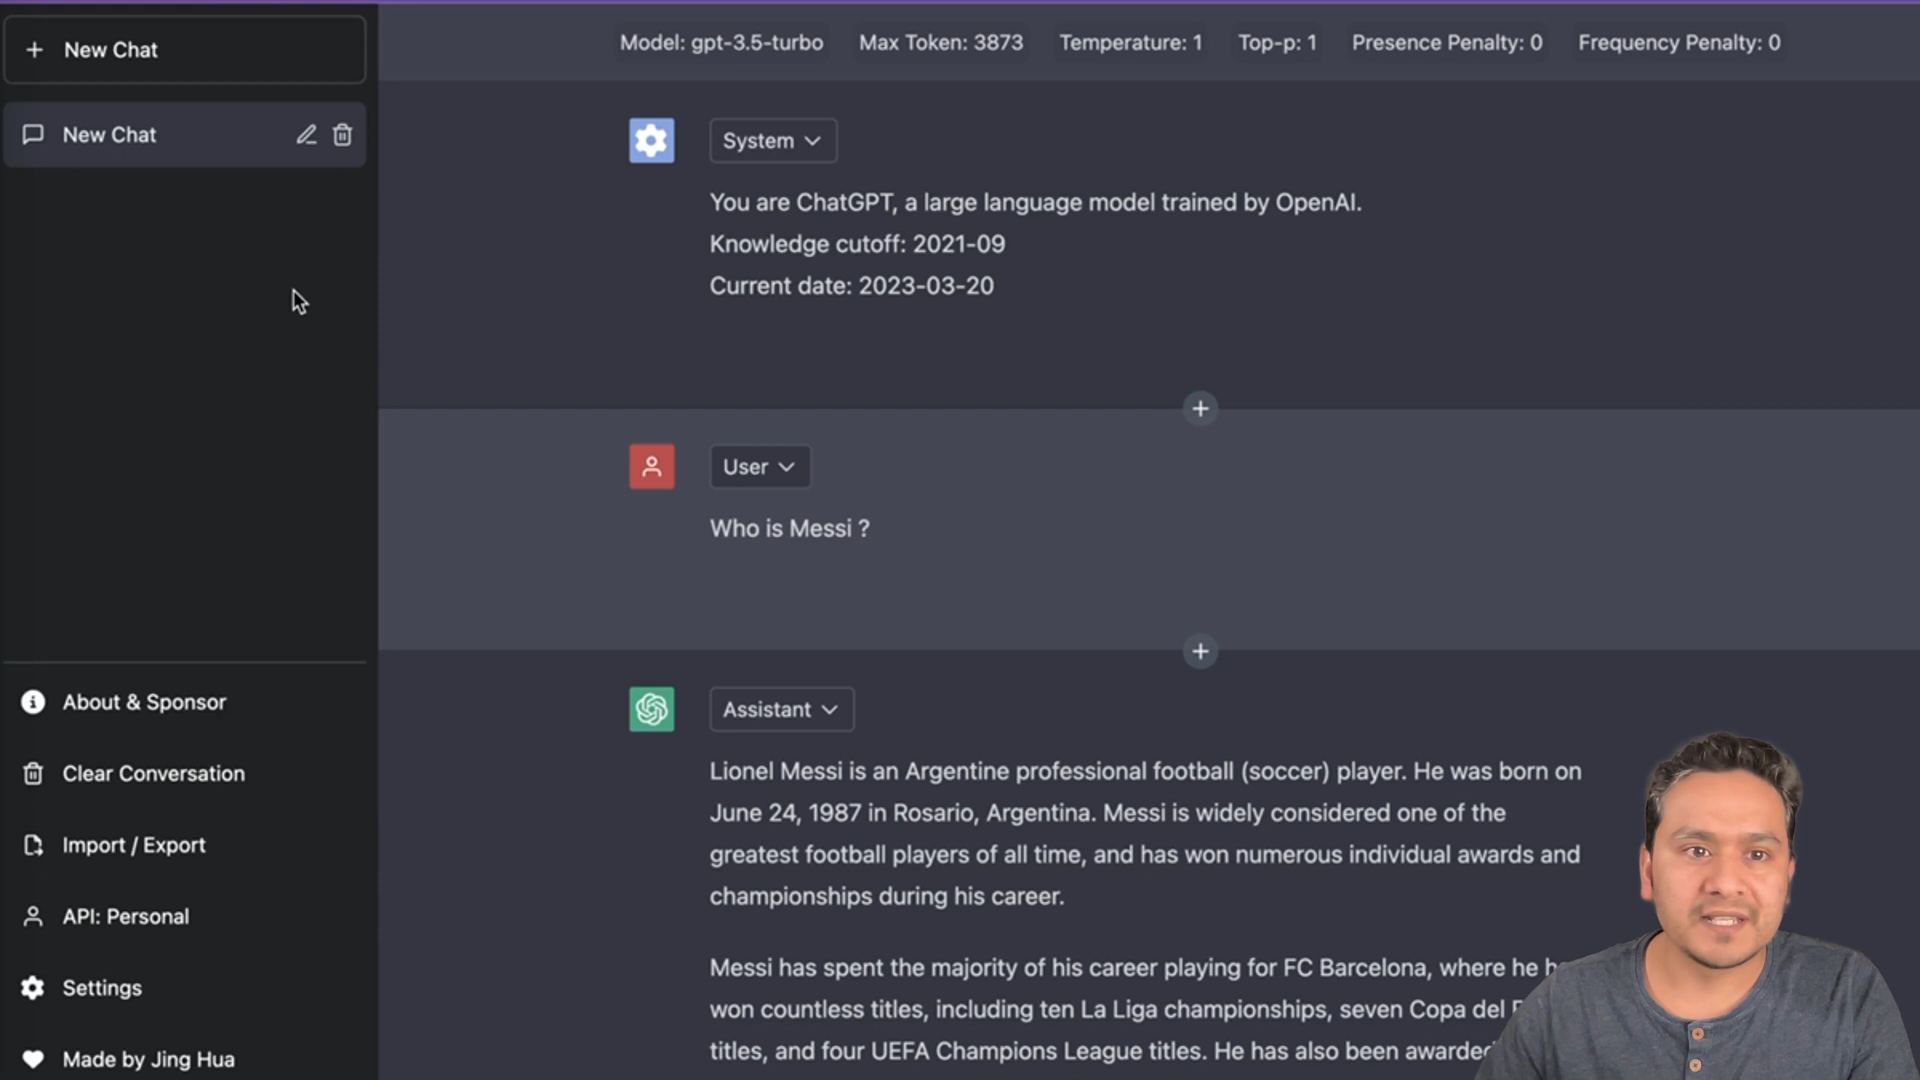 New Chat
New Chat
About & Sponsor
Clear Conversation
Import / Export
API: Personal
Settings
Made by Jing Hua
Model: gpt-3.5-turbo Max Token: 3873 Temperature: 1 Top-p: 1 Presence Penalty: 0 Frequency Penalty: 0
System
You are ChatGPT, a large language model trained by OpenAI.
Knowledge cutoff: 2021-09
Current date: 2023-03-20
User
Who is Messi ?
Assistant
Lionel Messi is an Argentine professional football (soccer) player. He was born on
June 24, 1987 in Rosario, Argentina. Messi is widely considered one of the
greatest football players of all time, and has won numerous individual awards and
championships during his career.
Messi has spent the majority of his career playing for FC Barcelona, where he
won countless titles, including ten La Liga championships, seven Copa del
titles, and four UEFA Champions League titles. He has also been awarded